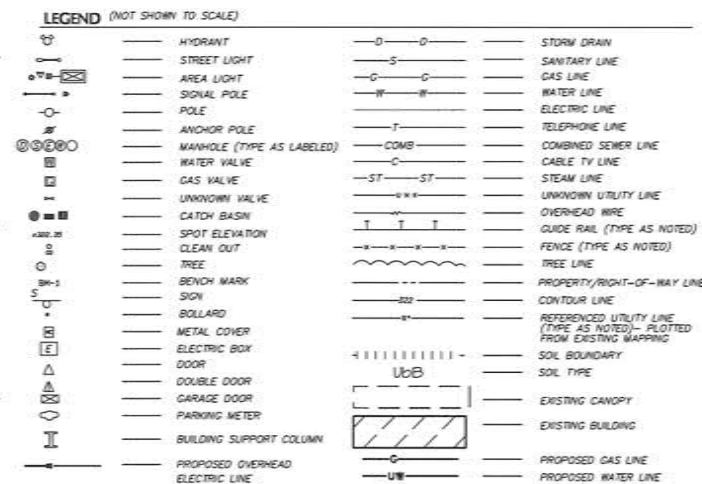 LEGEND (NOT SHOWN TO SCALE)
HYDRANT
STREET LIGHT
AREA LIGHT
SIGNAL POLE
POLE
ANCHOR POLE
MANHOLE (TYPE AS LABELED)
WATER VALVE
GAS VALVE
UNKNOWN VALVE
CATCH BASIN
SPOT ELEVATION
CLEAN OUT
TREE
BM-1 BENCH MARK
S SIGN
BOLLARD
METAL COVER
E ELECTRIC BOX
DOOR
DOUBLE DOOR
GARAGE DOOR
PARKING METER
BUILDING SUPPORT COLUMN
PROPOSED OVERHEAD
ELECTRIC LINE
D D STORM DRAIN
S SANITARY LINE
G G GAS LINE
W W WATER LINE
ELECTRIC LINE
T TELEPHONE LINE
COMB COMBINED SEWER LINE
C CABLE TV LINE
ST ST STEAM LINE
UNKNOWN UTILITY LINE
OVERHEAD WIRE
T T T GUIDE RAIL (TYPE AS NOTED)
x x x x FENCE (TYPE AS NOTED)
TREE LINE
PROPERTY/RIGHT-OF-WAY LINE
322 CONTOUR LINE
REFERENCED UTILITY LINE
(TYPE AS NOTED)- PLOTTED
FROM EXISTING MAPPING
SOIL BOUNDARY
UbB SOIL TYPE
EXISTING CANOPY
EXISTING BUILDING
G PROPOSED GAS LINE
UW PROPOSED WATER LINE